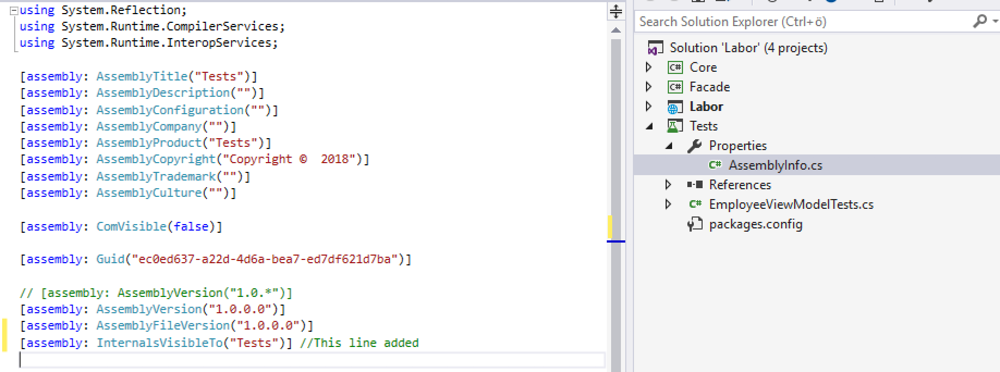 using System.Reflection;
using System.Runtime.CompilerServices;
using System.Runtime.InteropServices;
[assembly: AssemblyTitle("Tests")]
[assembly: AssemblyDescription("")]
[assembly: AssemblyConfiguration("")]
[assembly: AssemblyCompany("")]
[assembly: AssemblyProduct("Tests")]
[assembly: AssemblyCopyright("Copyright ©  2018")]
[assembly: AssemblyTrademark("")]
[assembly: AssemblyCulture("")]
[assembly: ComVisible(false)]
[assembly: Guid("ec0ed637-a22d-4d6a-bea7-ed7df621d7ba")]
// [assembly: AssemblyVersion("1.0.*")]
[assembly: AssemblyVersion("1.0.0.0")]
[assembly: AssemblyFileVersion("1.0.0.0")]
[assembly: InternalsVisibleTo("Tests")] //This line added
Search Solution Explorer (Ctrl+ö)
Solution 'Labor' (4 projects)
C# Core
C# Facade
Labor
Tests
Properties
C# AssemblyInfo.cs
References
C# EmployeeViewModelTests.cs
packages.config